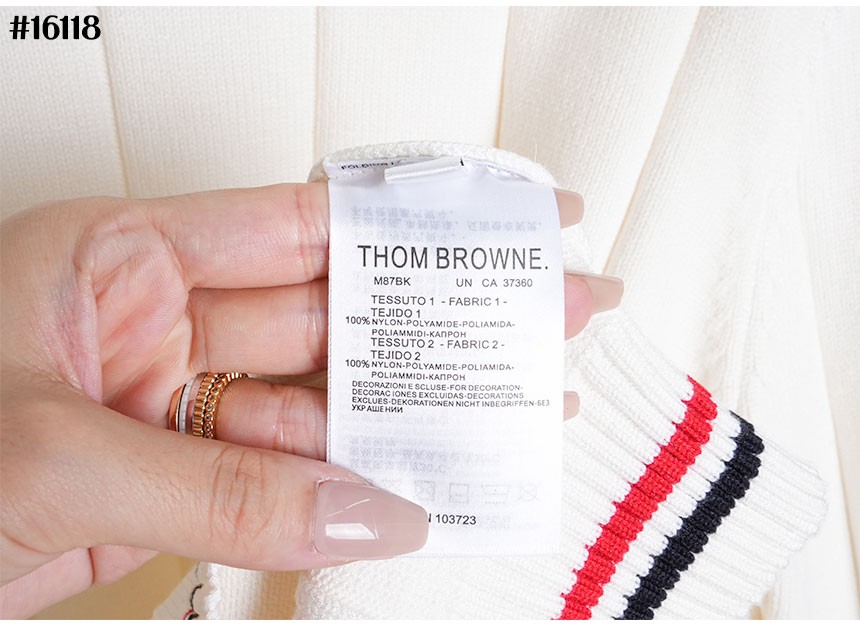 #16118
THOM BROWNE.
M87BK UN CA 37360
TESSUTO 1 - FABRIC 1 -
TEJIDO 1
100% NYLON-POLYAMIDE-POLIAMIDA-
POLIAMMIDI-КАПРОН
TESSUTO 2 - FABRIC 2 -
TEJIDO 2
100% NYLON-POLYAMIDE-POLIAMIDA-
POLIAMMIDI-КАПРОН
DECORAZIONI E SCLUSE-FOR DECORATION-
DECORAC IONES EXCLUIDAS-DECORATIONS
EXCLUES-DEKORATIONEN NICHT INBEGRIFFEN-БЕЗ
УКРАШЕНИИ
N 103723